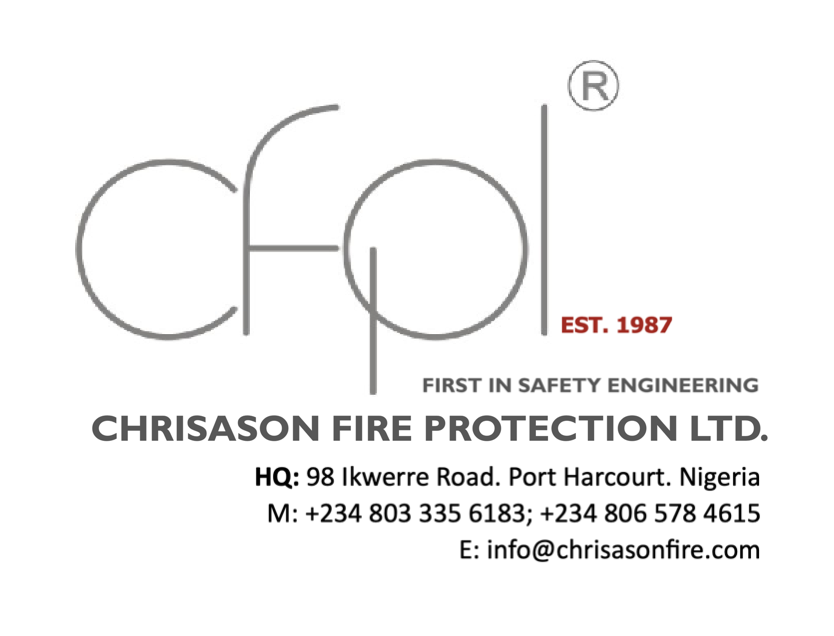 cfpl®
EST. 1987
FIRST IN SAFETY ENGINEERING
CHRISASON FIRE PROTECTION LTD.
HQ: 98 Ikwerre Road. Port Harcourt. Nigeria
M: +234 803 335 6183; +234 806 578 4615
E: info@chrisasonfire.com